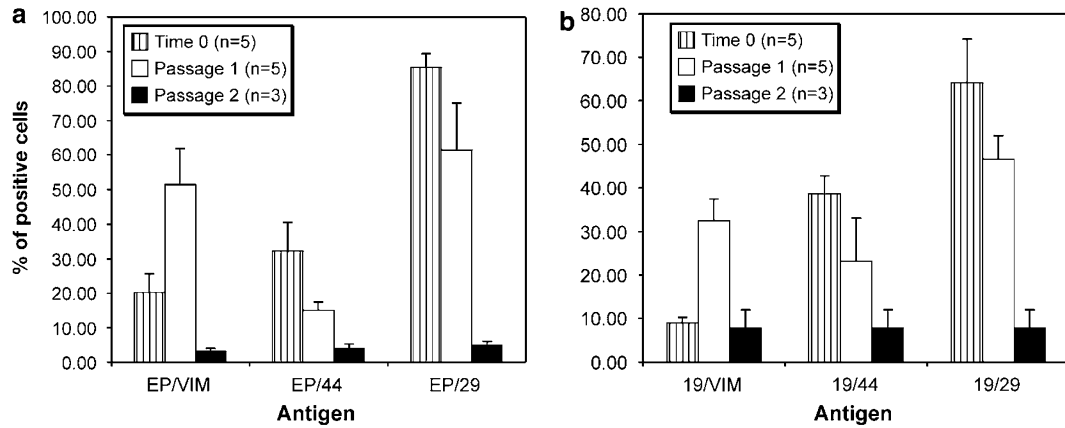 a
100.00
90.00
80.00
70.00
60.00
50.00
40.00
30.00
20.00
10.00
0.00
% of positive cells
Time 0 (n=5)
Passage 1 (n=5)
Passage 2 (n=3)
EP/VIM
EP/44
EP/29
Antigen
b
80.00
70.00
60.00
50.00
40.00
30.00
20.00
10.00
0.00
Time 0 (n=5)
Passage 1 (n=5)
Passage 2 (n=3)
19/VIM
19/44
19/29
Antigen